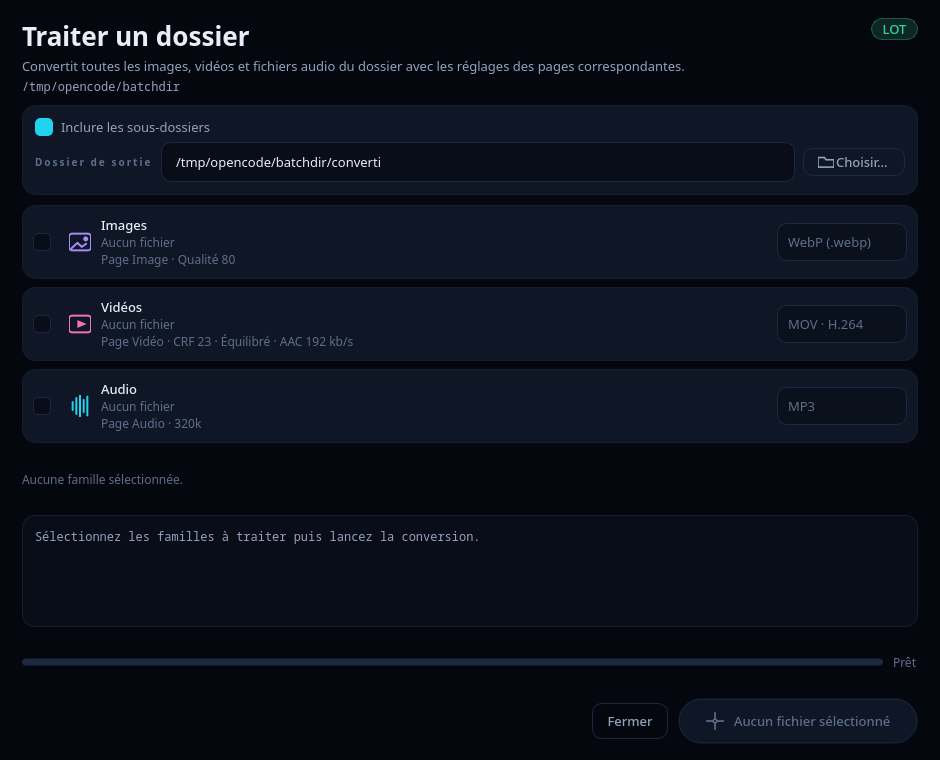 Traiter un dossier
LOT
Convertit toutes les images, vidéos et fichiers audio du dossier avec les réglages des pages correspondantes.
/tmp/opencode/batchdir
Inclure les sous-dossiers
Dossier de sortie
/tmp/opencode/batchdir/converti
Choisir...
Images
Aucun fichier
Page Image · Qualité 80
WebP (.webp)
Vidéos
Aucun fichier
Page Vidéo · CRF 23 · Équilibré · AAC 192 kb/s
MOV · H.264
Audio
Aucun fichier
Page Audio · 320k
MP3
Aucune famille sélectionnée.
Sélectionnez les familles à traiter puis lancez la conversion.
Prêt
Fermer
Aucun fichier sélectionné